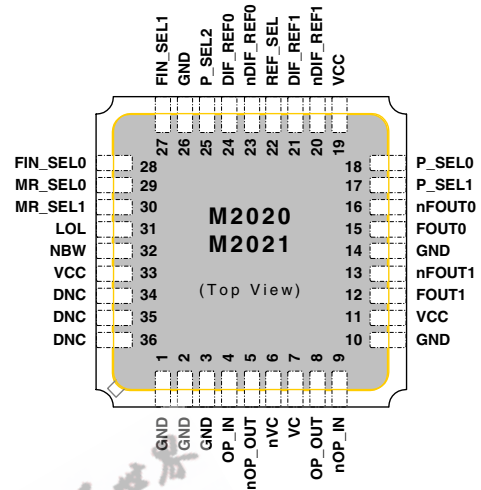 FIN_SEL1
GND
P_SEL2
DIF_REF0
nDIF_REF0
REF_SEL
DIF_REF1
nDIF_REF1
VCC
27
26
25
24
23
22
21
20
19
FIN_SEL0 28
MR_SEL0 29
MR_SEL1 30
LOL 31
NBW 32
VCC 33
DNC 34
DNC 35
DNC 36
M2020
M2021
(Top View)
18 P_SEL0
17 P_SEL1
16 nFOUT0
15 FOUT0
14 GND
13 nFOUT1
12 FOUT1
11 VCC
10 GND
1
2
3
4
5
6
7
8
9
GND
GND
GND
OP_IN
nOP_OUT
nVC
VC
OP_OUT
nOP_IN